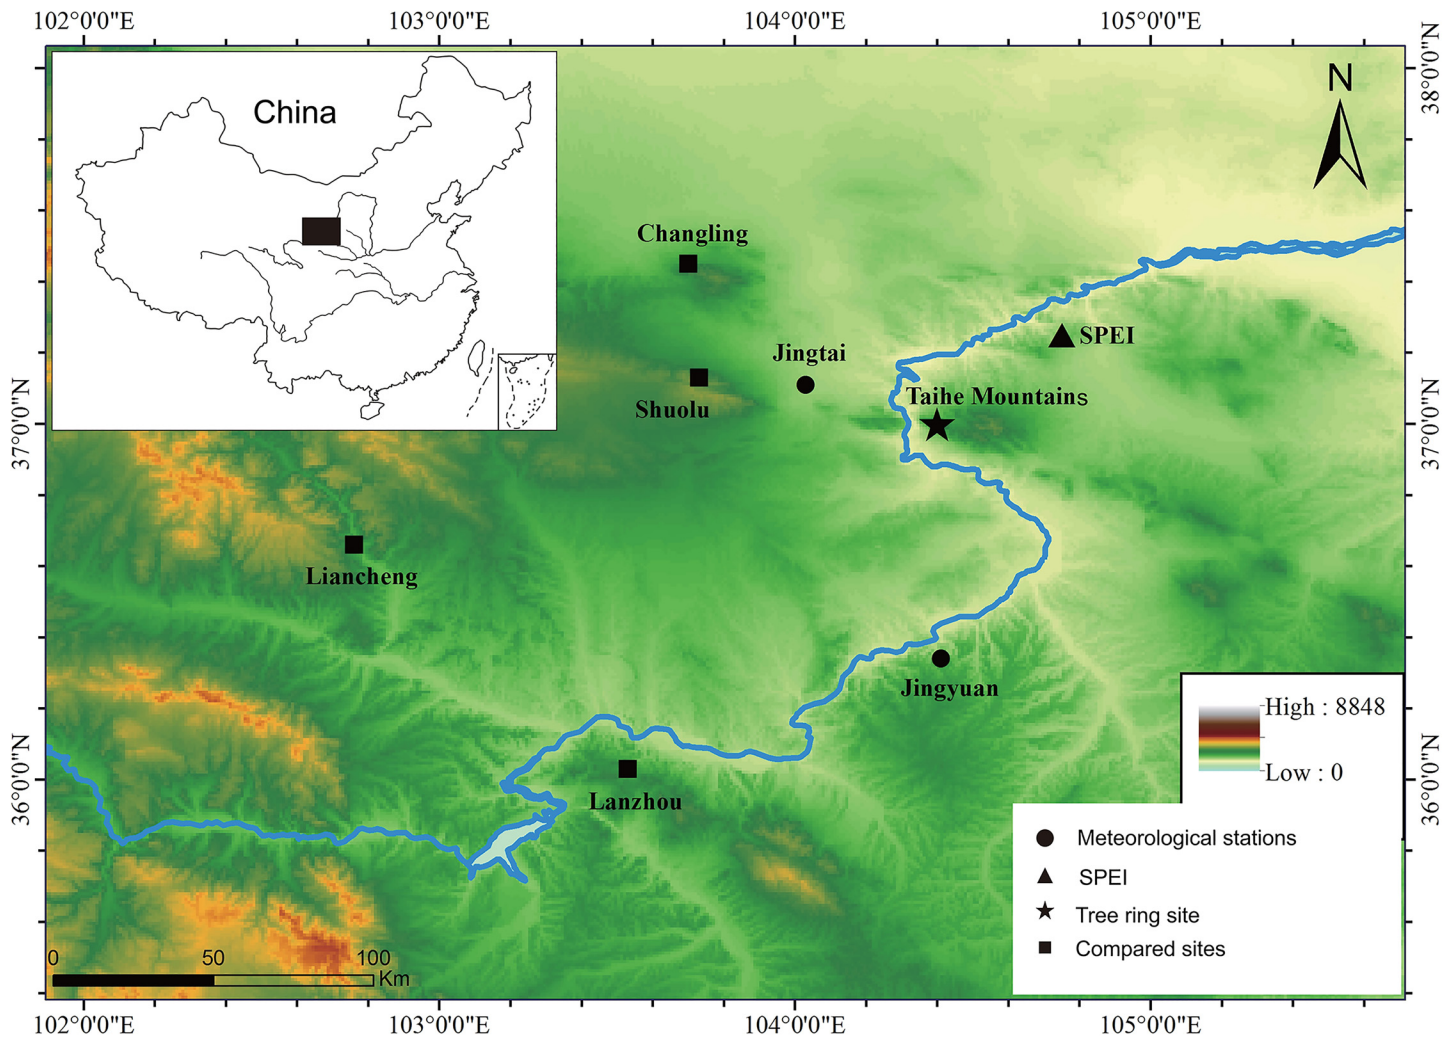 102°0'0"E
103°0'0"E
104°0'0"E
105°0'0"E
38°0'0"N
N
China
Changling
SPEI
Jingtai
Taihe Mountains
Shuolu
37°0'0"N
37°0'0"N
Liancheng
Jingyuan
High : 8848
Low : 0
36°0'0"N
36°0'0"N
Lanzhou
Meteorological stations
SPEI
Tree ring site
Compared sites
0 50 100
Km
102°0'0"E
103°0'0"E
104°0'0"E
105°0'0"E